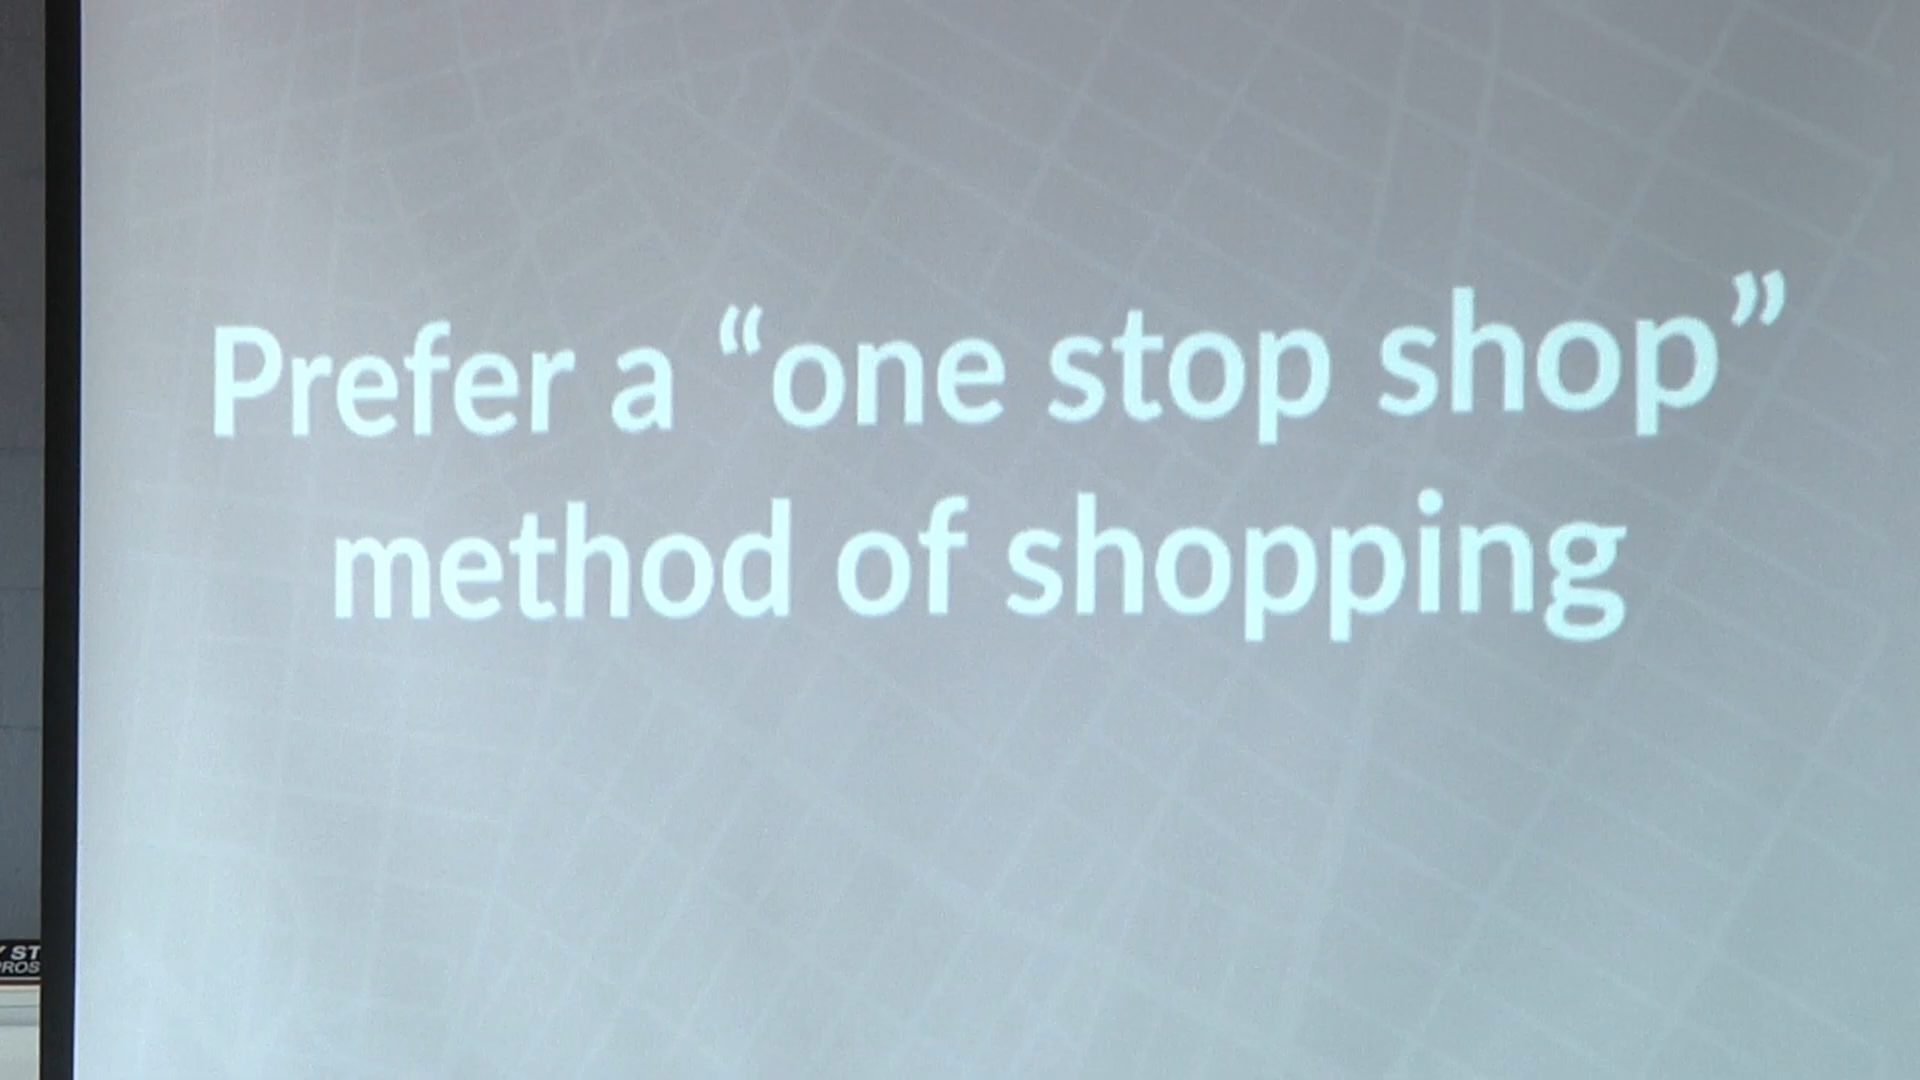 Prefer a “one stop shop”
method of shopping